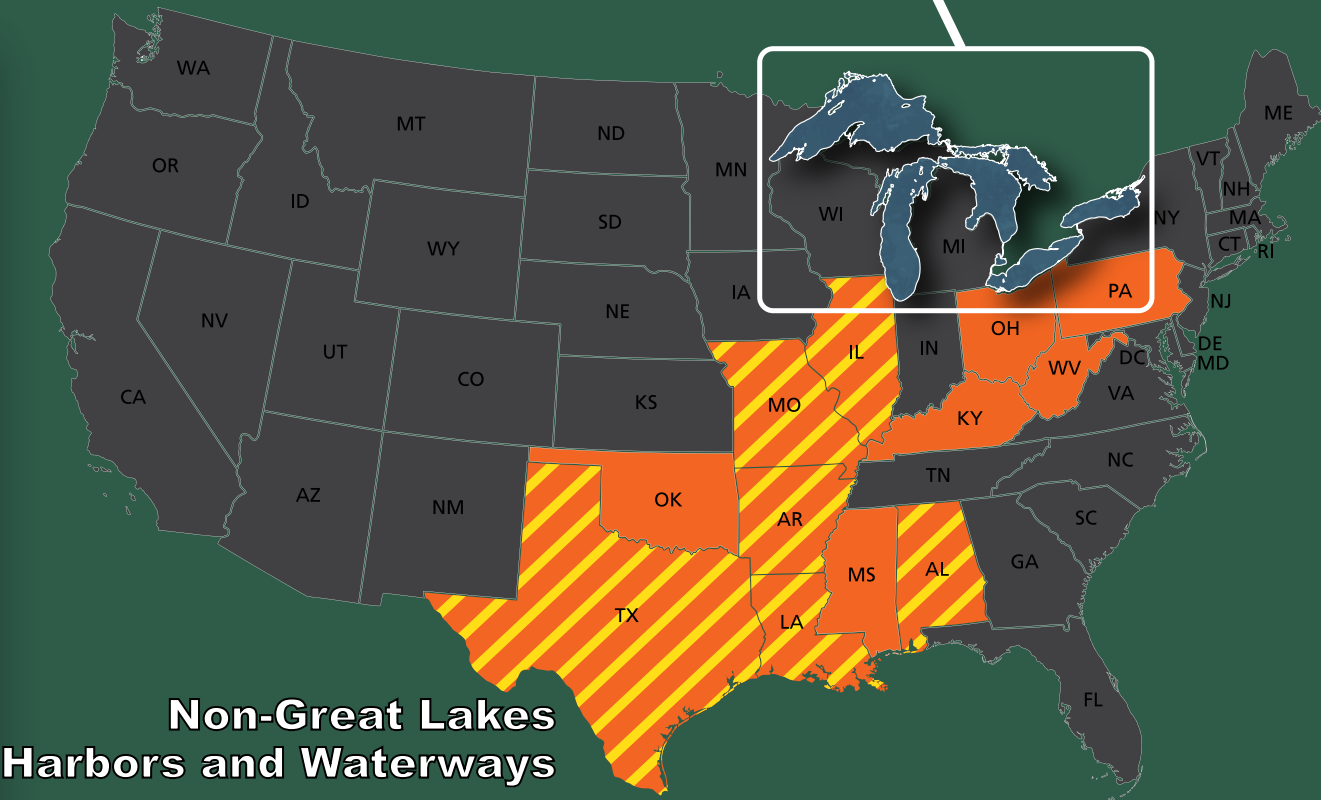 WA
OR
CA
ID
NV
MT
WY
UT
AZ
CO
NM
ND
SD
NE
KS
OK
TX
MN
IA
MO
AR
LA
WI
IL
MI
IN
OH
KY
TN
MS
AL
GA
FL
SC
NC
VA
WV
DC
MD
DE
PA
NJ
NY
CT
RI
MA
VT
NH
ME
Non-Great Lakes
Harbors and Waterways